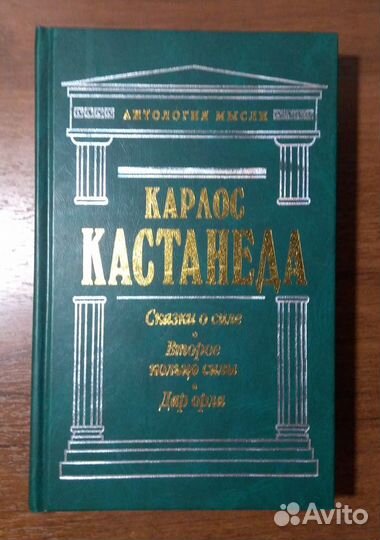 АНТОЛОГИЯ МЫСЛИ
КАРЛОС
КАСТАНЕДА
Сказки о силе
Второе
кольцо силы
Дар орла
Avito